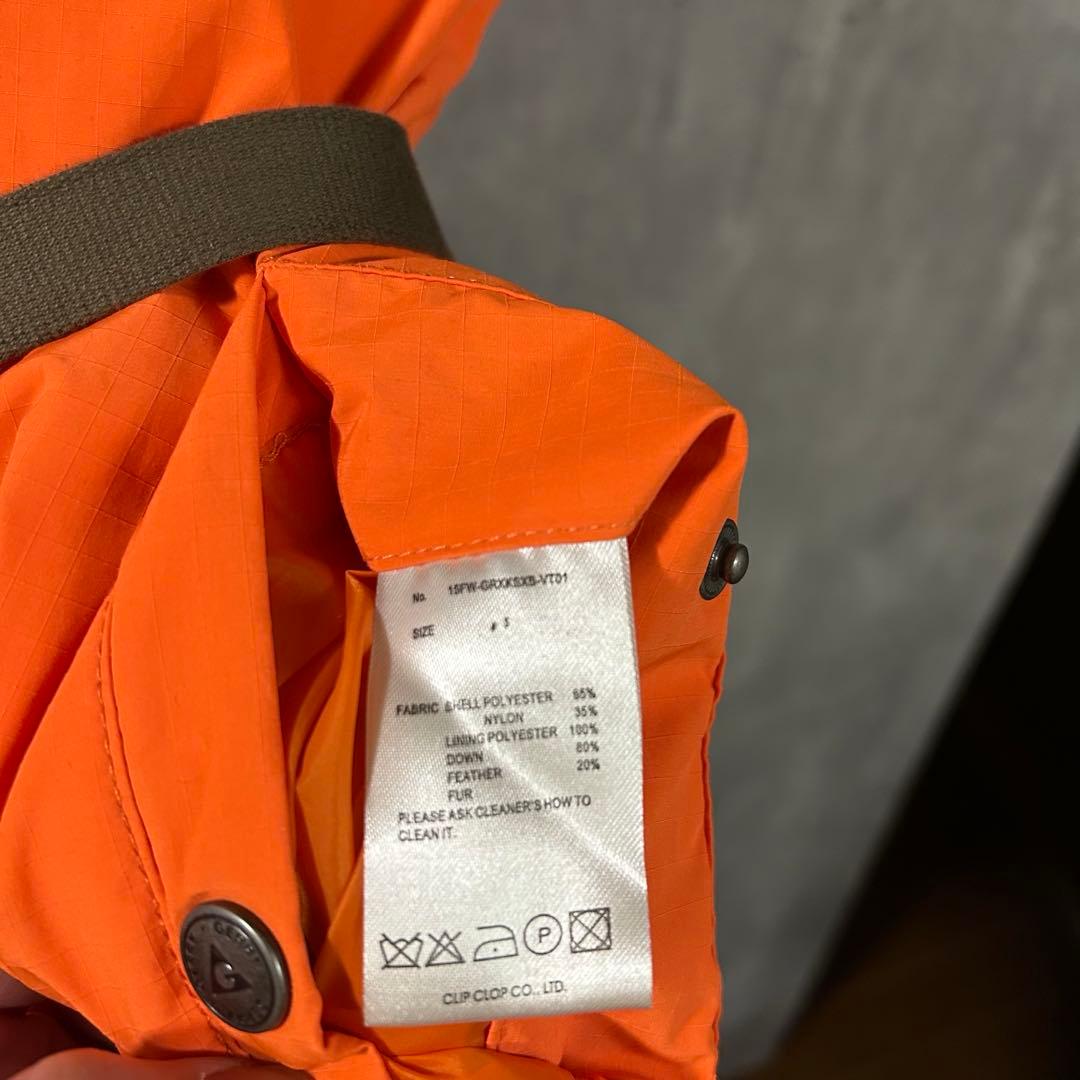 No. 15FW-GRXKSXB-VT01
SIZE # S
FABRIC SHELL POLYESTER 65%
NYLON 35%
LINING POLYESTER 100%
DOWN 80%
FEATHER 20%
FUR
PLEASE ASK CLEANER'S HOW TO
CLEAN IT.
P
CLIP CLOP CO., LTD.
G